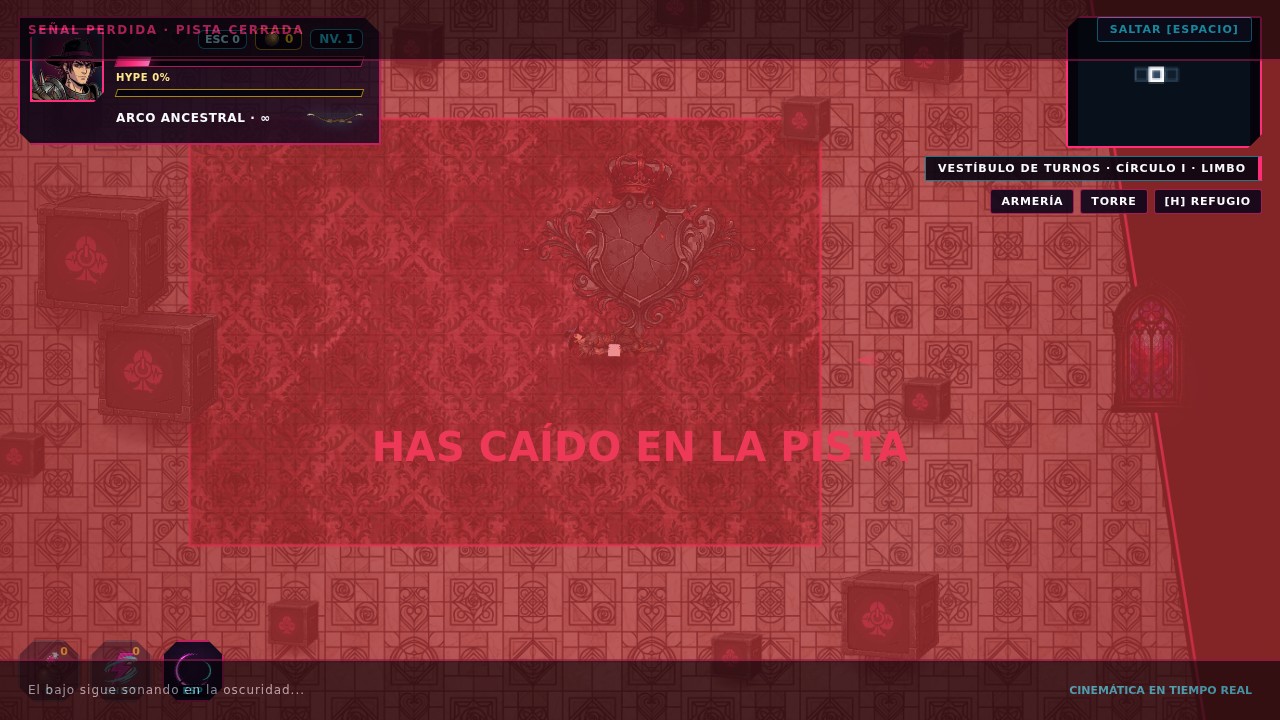 SEÑAL PERDIDA · PISTA CERRADA
ESC 0
0
NV. 1
HYPE 0%
ARCO ANCESTRAL · ∞
SALTAR [ESPACIO]
VESTÍBULO DE TURNOS · CÍRCULO I · LIMBO
ARMERÍA
TORRE
[H] REFUGIO
HAS CAÍDO EN LA PISTA
0
0
El bajo sigue sonando en la oscuridad...
CINEMÁTICA EN TIEMPO REAL